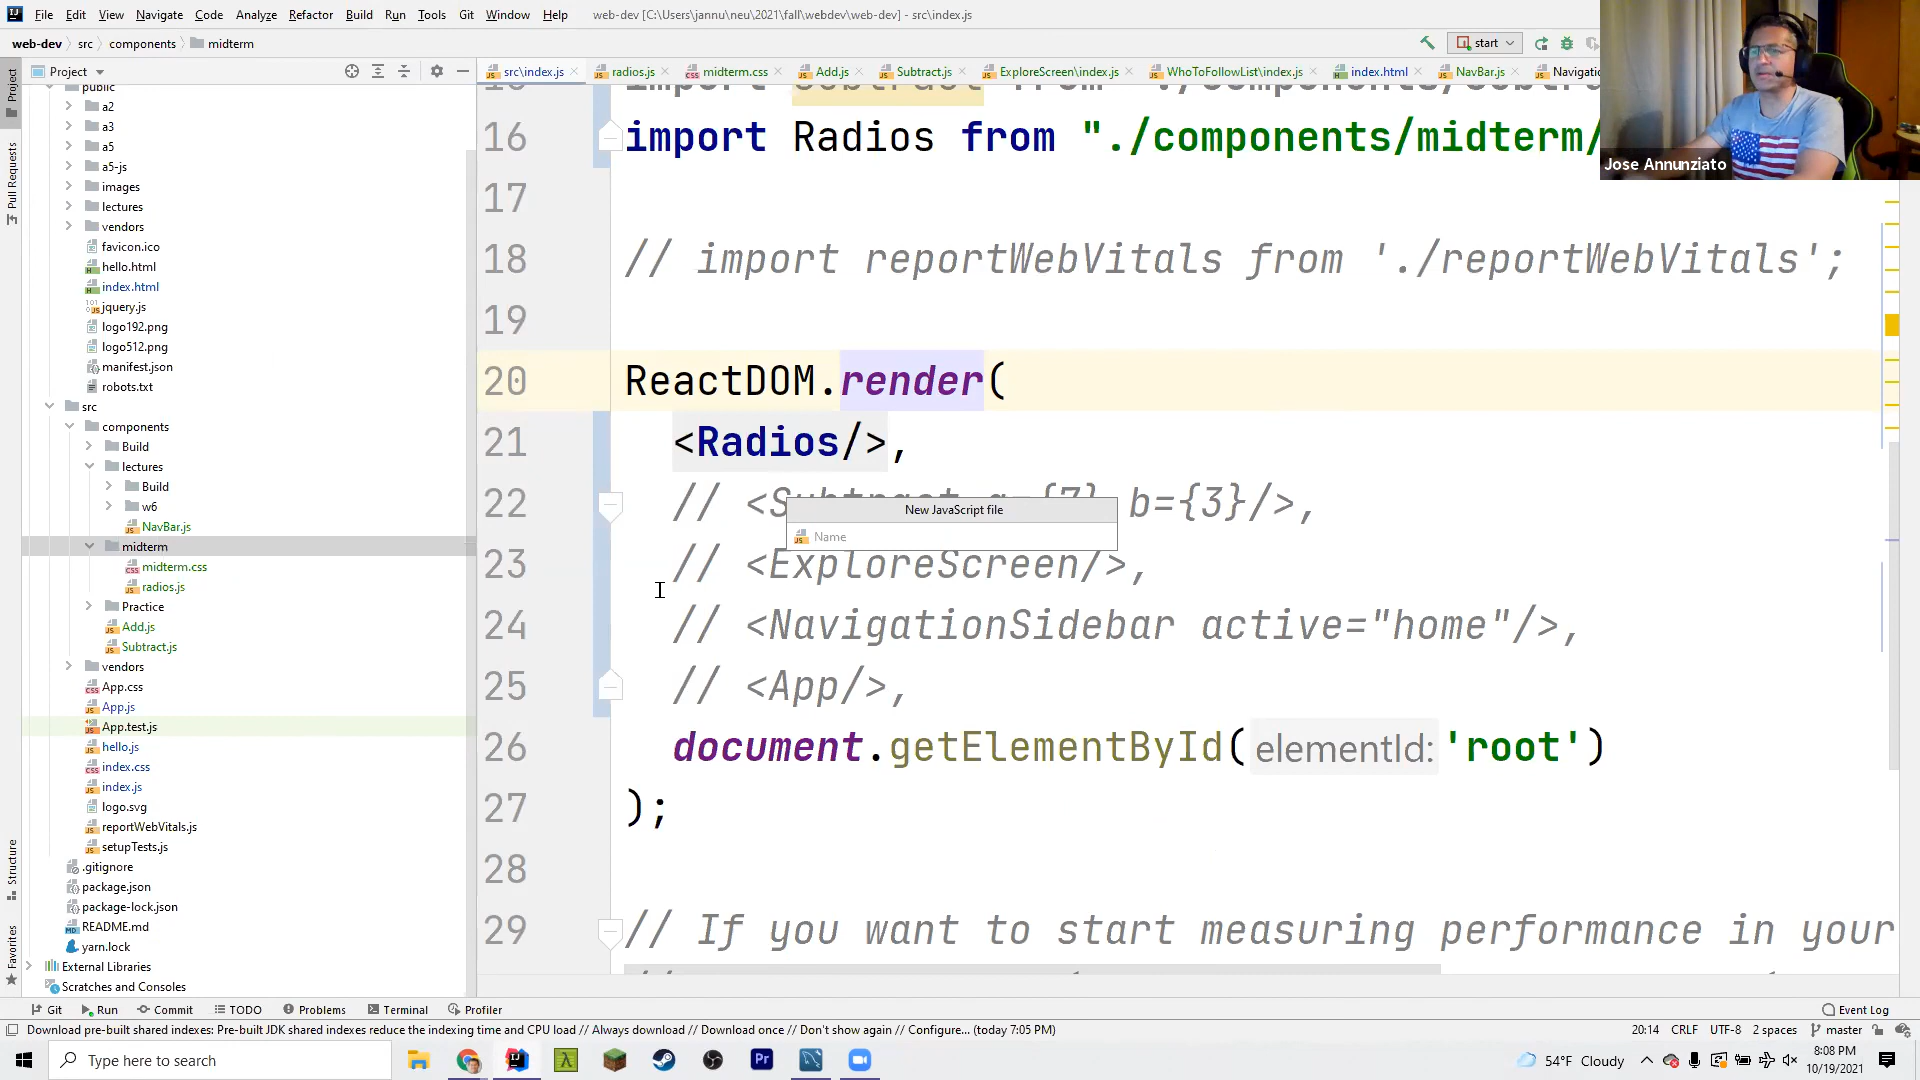 File Edit View Navigate Code Analyze Refactor Build Run Tools Git Window Help web-dev [C:\Users\jannu\neu\2021\fall\webdev\web-dev] - src\index.js
web-dev src components midterm start
Project src\index.js radios.js midterm.css Add.js Subtract.js ExploreScreen\index.js WhoToFollowList\index.js index.html NavBar.js Navigatio
Project
Pull Requests
Structure
Favorites
public
a2
a3
a5
a5-js
images
lectures
vendors
favicon.ico
hello.html
index.html
jquery.js
logo192.png
logo512.png
manifest.json
robots.txt
src
components
Build
lectures
Build
w6
NavBar.js
midterm
midterm.css
radios.js
Practice
Add.js
Subtract.js
vendors
App.css
App.js
App.test.js
hello.js
index.css
index.js
logo.svg
reportWebVitals.js
setupTests.js
.gitignore
package.json
package-lock.json
README.md
yarn.lock
External Libraries
Scratches and Consoles
16 import Radios from "./components/midterm/
17
18 // import reportWebVitals from './reportWebVitals';
19
20 ReactDOM.render(
21 <Radios/>,
22 // <Subtract a={7} b={3}/>,
New JavaScript file
Name
23 // <ExploreScreen/>,
24 // <NavigationSidebar active="home"/>,
25 // <App/>,
26 document.getElementById( elementId: 'root')
27 );
28
29 // If you want to start measuring performance in your
Jose Annunziato
Git Run Commit TODO Problems Terminal Profiler Event Log
Download pre-built shared indexes: Pre-built JDK shared indexes reduce the indexing time and CPU load // Always download // Download once // Don't show again // Configure... (today 7:05 PM) 20:14 CRLF UTF-8 2 spaces master
Type here to search Pr 54°F Cloudy 8:08 PM
10/19/2021